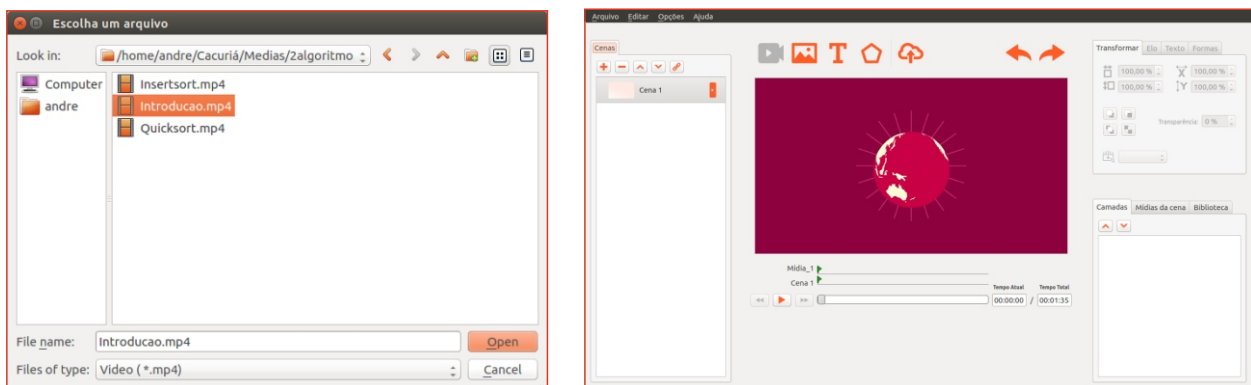 Escolha um arquivo
Look in: /home/andre/Cacuriá/Medias/2algoritmo
Computer
andre
Insertsort.mp4
Introducao.mp4
Quicksort.mp4
File name: Introducao.mp4 Open
Files of type: Video ( *.mp4) Cancel
Arquivo Editar Opções Ajuda
Cenas
Cena 1
T
Mídia_1
Cena 1
Tempo Atual Tempo Total
00:00:00 / 00:01:35
Transformar Elo Texto Formas
100,00 % X 100,00 %
100,00 % Y 100,00 %
Transparência: 0 %
Camadas Mídias da cena Biblioteca